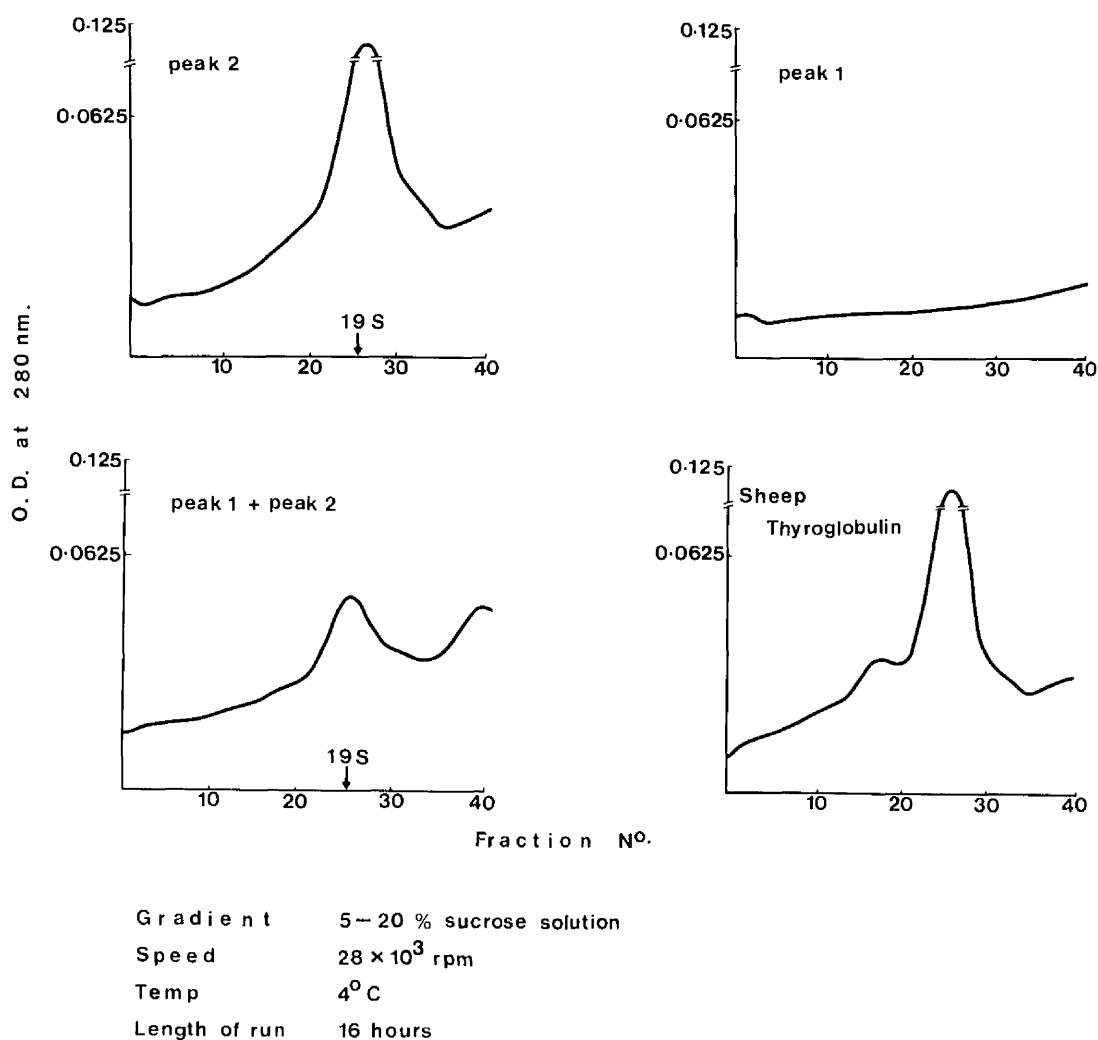 0·125
peak 2
0·0625
19 S
10 20 30 40
0·125
peak 1
0·0625
10 20 30 40
O. D. at 280 nm.
0·125
peak 1 + peak 2
0·0625
19 S
10 20 30 40
0·125
Sheep
Thyroglobulin
0·0625
10 20 30 40
Fraction Nº.
Gradient 5–20 % sucrose solution
Speed 28 × 10³ rpm
Temp 4° C
Length of run 16 hours